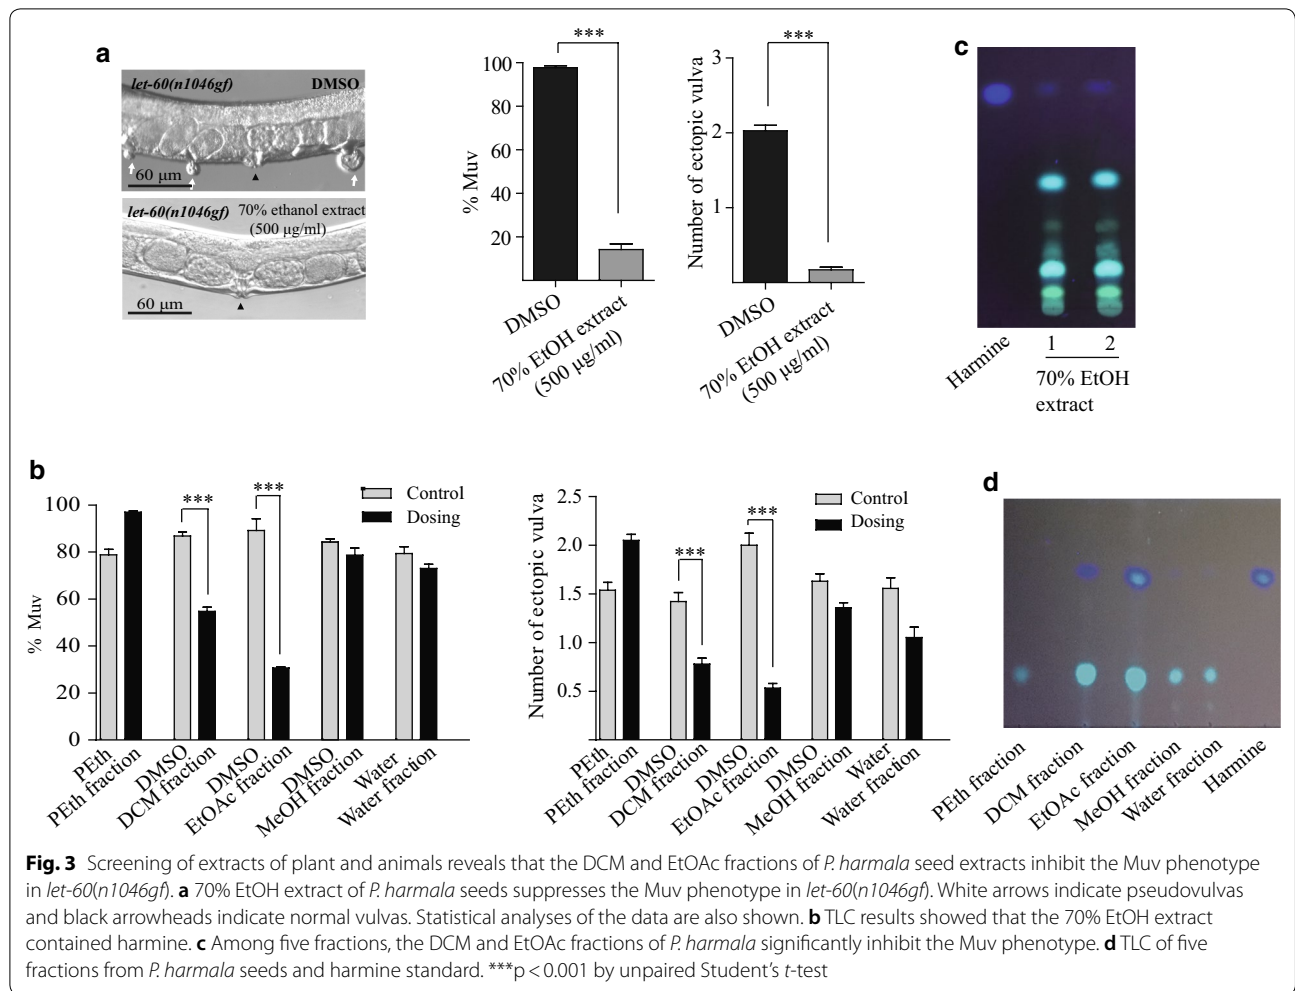 a
let-60(n1046gf) DMSO
60 μm
let-60(n1046gf) 70% ethanol extract
(500 μg/ml)
60 μm
% Muv
100
80
60
40
20
***
DMSO
70% EtOH extract
(500 μg/ml)
Number of ectopic vulva
3
2
1
***
DMSO
70% EtOH extract
(500 μg/ml)
c
Harmine
1 2
70% EtOH
extract
b
% Muv
100
80
60
40
20
0
*** ***
Control
Dosing
PEth
PEth fraction
DMSO
DCM fraction
DMSO
EtOAc fraction
DMSO
MeOH fraction
Water
Water fraction
Number of ectopic vulva
2.5
2.0
1.5
1.0
0.5
*** ***
Control
Dosing
PEth
PEth fraction
DMSO
DCM fraction
DMSO
EtOAc fraction
DMSO
MeOH fraction
Water
Water fraction
d
PEth fraction
DCM fraction
EtOAc fraction
MeOH fraction
Water fraction
Harmine
Fig. 3 Screening of extracts of plant and animals reveals that the DCM and EtOAc fractions of P. harmala seed extracts inhibit the Muv phenotype
in let-60(n1046gf). a 70% EtOH extract of P. harmala seeds suppresses the Muv phenotype in let-60(n1046gf). White arrows indicate pseudovulvas
and black arrowheads indicate normal vulvas. Statistical analyses of the data are also shown. b TLC results showed that the 70% EtOH extract
contained harmine. c Among five fractions, the DCM and EtOAc fractions of P. harmala significantly inhibit the Muv phenotype. d TLC of five
fractions from P. harmala seeds and harmine standard. ***p < 0.001 by unpaired Student's t-test